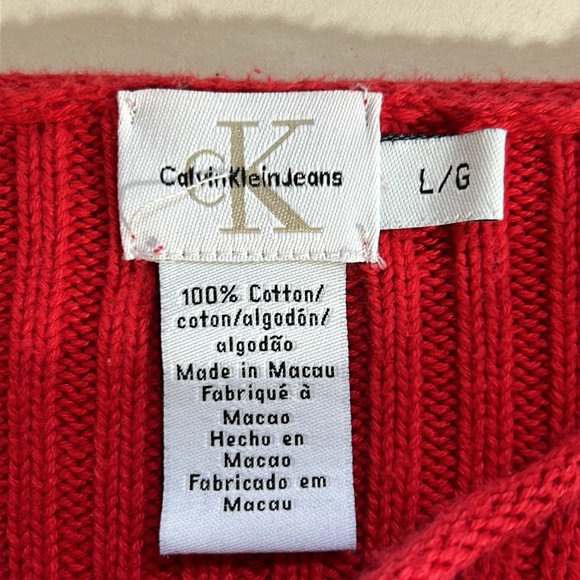 CK
CalvinKleinJeans
L/G
100% Cotton/
coton/algodón/
algodão
Made in Macau
Fabriqué à
Macao
Hecho en
Macao
Fabricado em
Macau